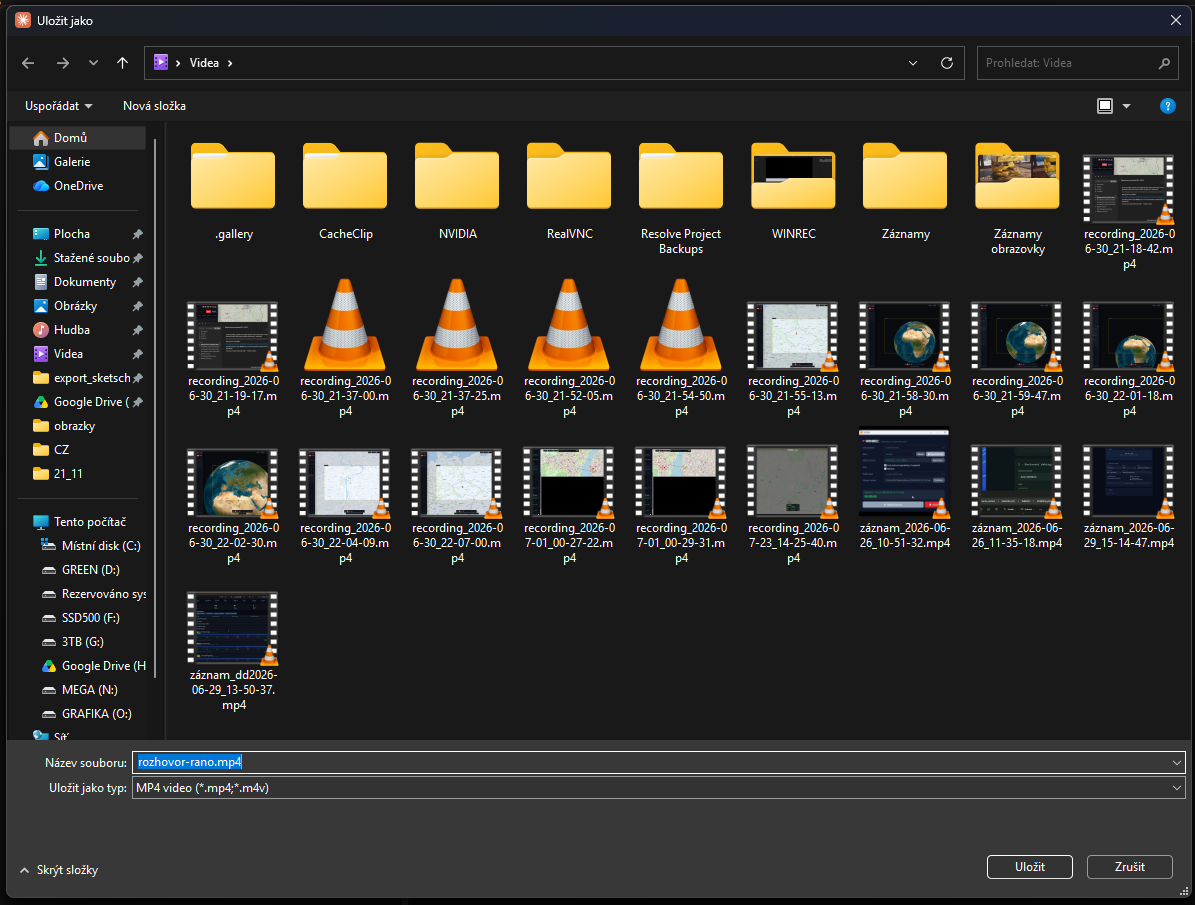 Uložit jako
Videa
Prohledat: Videa
Uspořádat
Nová složka
Domů
Galerie
OneDrive
Plocha
Stažené soubo
Dokumenty
Obrázky
Hudba
Videa
export_sketsch
Google Drive (
obrazky
CZ
21_11
Tento počítač
Místní disk (C:)
GREEN (D:)
Rezervováno sys
SSD500 (F:)
3TB (G:)
Google Drive (H
MEGA (N:)
GRAFIKA (O:)
Síť
.gallery
CacheClip
NVIDIA
RealVNC
Resolve Project
Backups
WINREC
Záznamy
Záznamy
obrazovky
recording_2026-0
6-30_21-18-42.m
p4
recording_2026-0
6-30_21-19-17.m
p4
recording_2026-0
6-30_21-37-00.m
p4
recording_2026-0
6-30_21-37-25.m
p4
recording_2026-0
6-30_21-52-05.m
p4
recording_2026-0
6-30_21-54-50.m
p4
recording_2026-0
6-30_21-55-13.m
p4
recording_2026-0
6-30_21-58-30.m
p4
recording_2026-0
6-30_21-59-47.m
p4
recording_2026-0
6-30_22-01-18.m
p4
recording_2026-0
6-30_22-02-30.m
p4
recording_2026-0
6-30_22-04-09.m
p4
recording_2026-0
6-30_22-07-00.m
p4
recording_2026-0
7-01_00-27-22.m
p4
recording_2026-0
7-01_00-29-31.m
p4
recording_2026-0
7-23_14-25-40.m
p4
záznam_2026-06-
26_10-51-32.mp4
záznam_2026-06-
26_11-35-18.mp4
záznam_2026-06-
29_15-14-47.mp4
záznam_dd2026-
06-29_13-50-37.
mp4
Název souboru:
rozhovor-rano.mp4
Uložit jako typ:
MP4 video (*.mp4;*.m4v)
Skrýt složky
Uložit
Zrušit